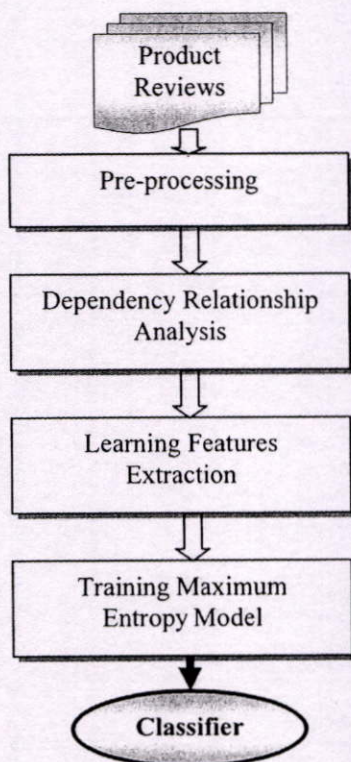 Product
Reviews
Pre-processing
Dependency Relationship
Analysis
Learning Features
Extraction
Training Maximum
Entropy Model
Classifier